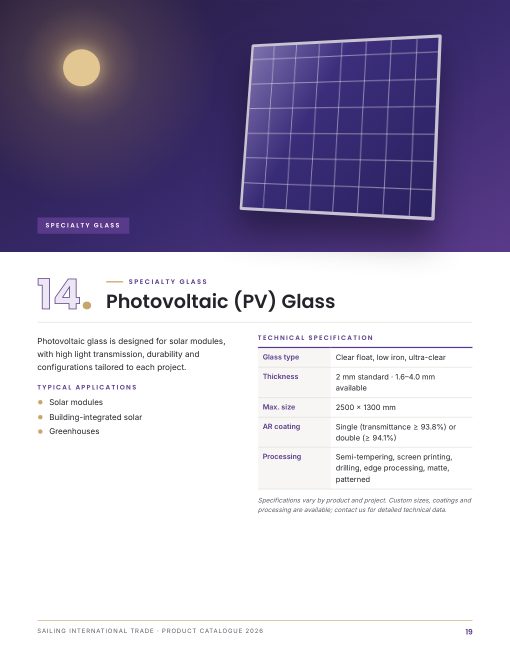 SPECIALTY GLASS
14.
SPECIALTY GLASS
Photovoltaic (PV) Glass
Photovoltaic glass is designed for solar modules,
with high light transmission, durability and
configurations tailored to each project.
TYPICAL APPLICATIONS
Solar modules
Building-integrated solar
Greenhouses
TECHNICAL SPECIFICATION
Glass type Clear float, low iron, ultra-clear
Thickness 2 mm standard · 1.6–4.0 mm
available
Max. size 2500 × 1300 mm
AR coating Single (transmittance ≥ 93.8%) or
double (≥ 94.1%)
Processing Semi-tempering, screen printing,
drilling, edge processing, matte,
patterned
Specifications vary by product and project. Custom sizes, coatings and
processing are available; contact us for detailed technical data.
SAILING INTERNATIONAL TRADE · PRODUCT CATALOGUE 2026
19